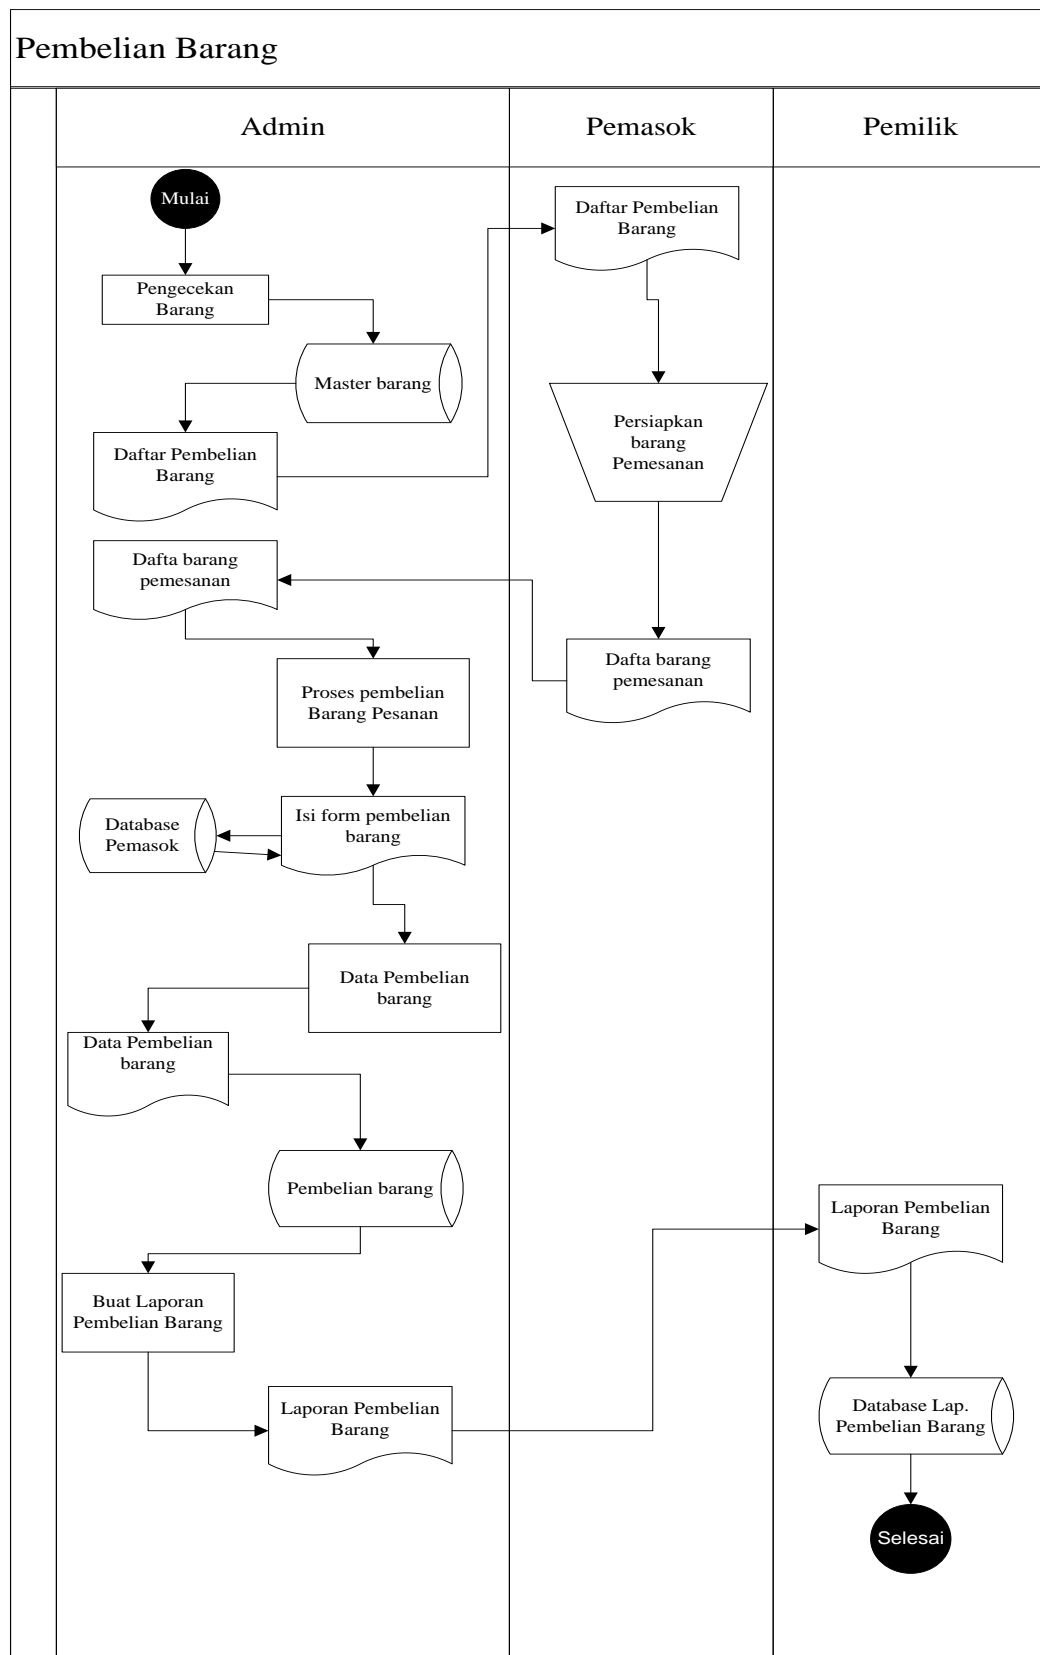 Pembelian Barang
Admin
Pemasok
Pemilik
Mulai
Pengecekan
Barang
Master barang
Daftar Pembelian
Barang
Daftar Pembelian
Barang
Persiapkan
barang
Pemesanan
Dafta barang
pemesanan
Dafta barang
pemesanan
Proses pembelian
Barang Pesanan
Isi form pembelian
barang
Database
Pemasok
Data Pembelian
barang
Data Pembelian
barang
Pembelian barang
Buat Laporan
Pembelian Barang
Laporan Pembelian
Barang
Laporan Pembelian
Barang
Database Lap.
Pembelian Barang
Selesai